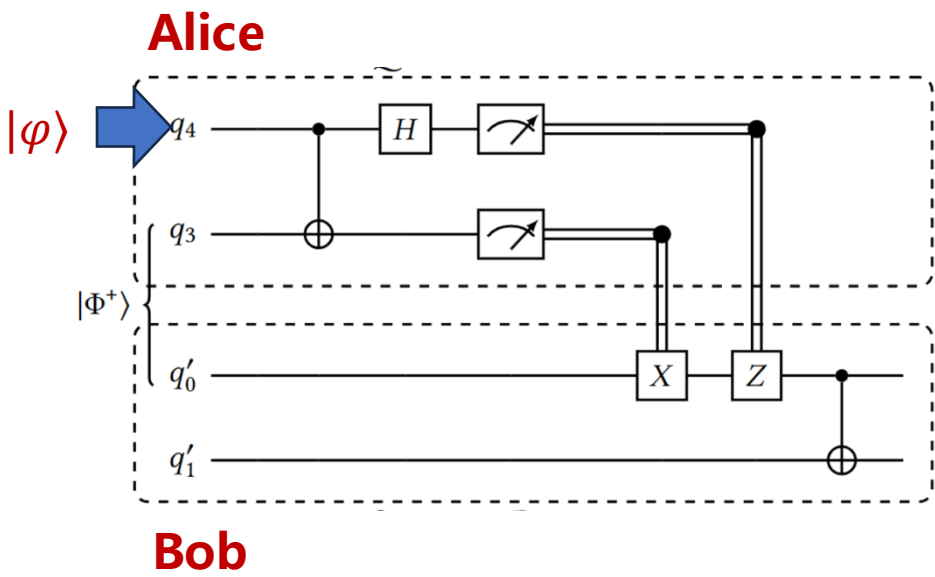 Alice
|φ⟩
q₄
H
q₃
|Φ⁺⟩
q′₀
X
Z
q′₁
Bob